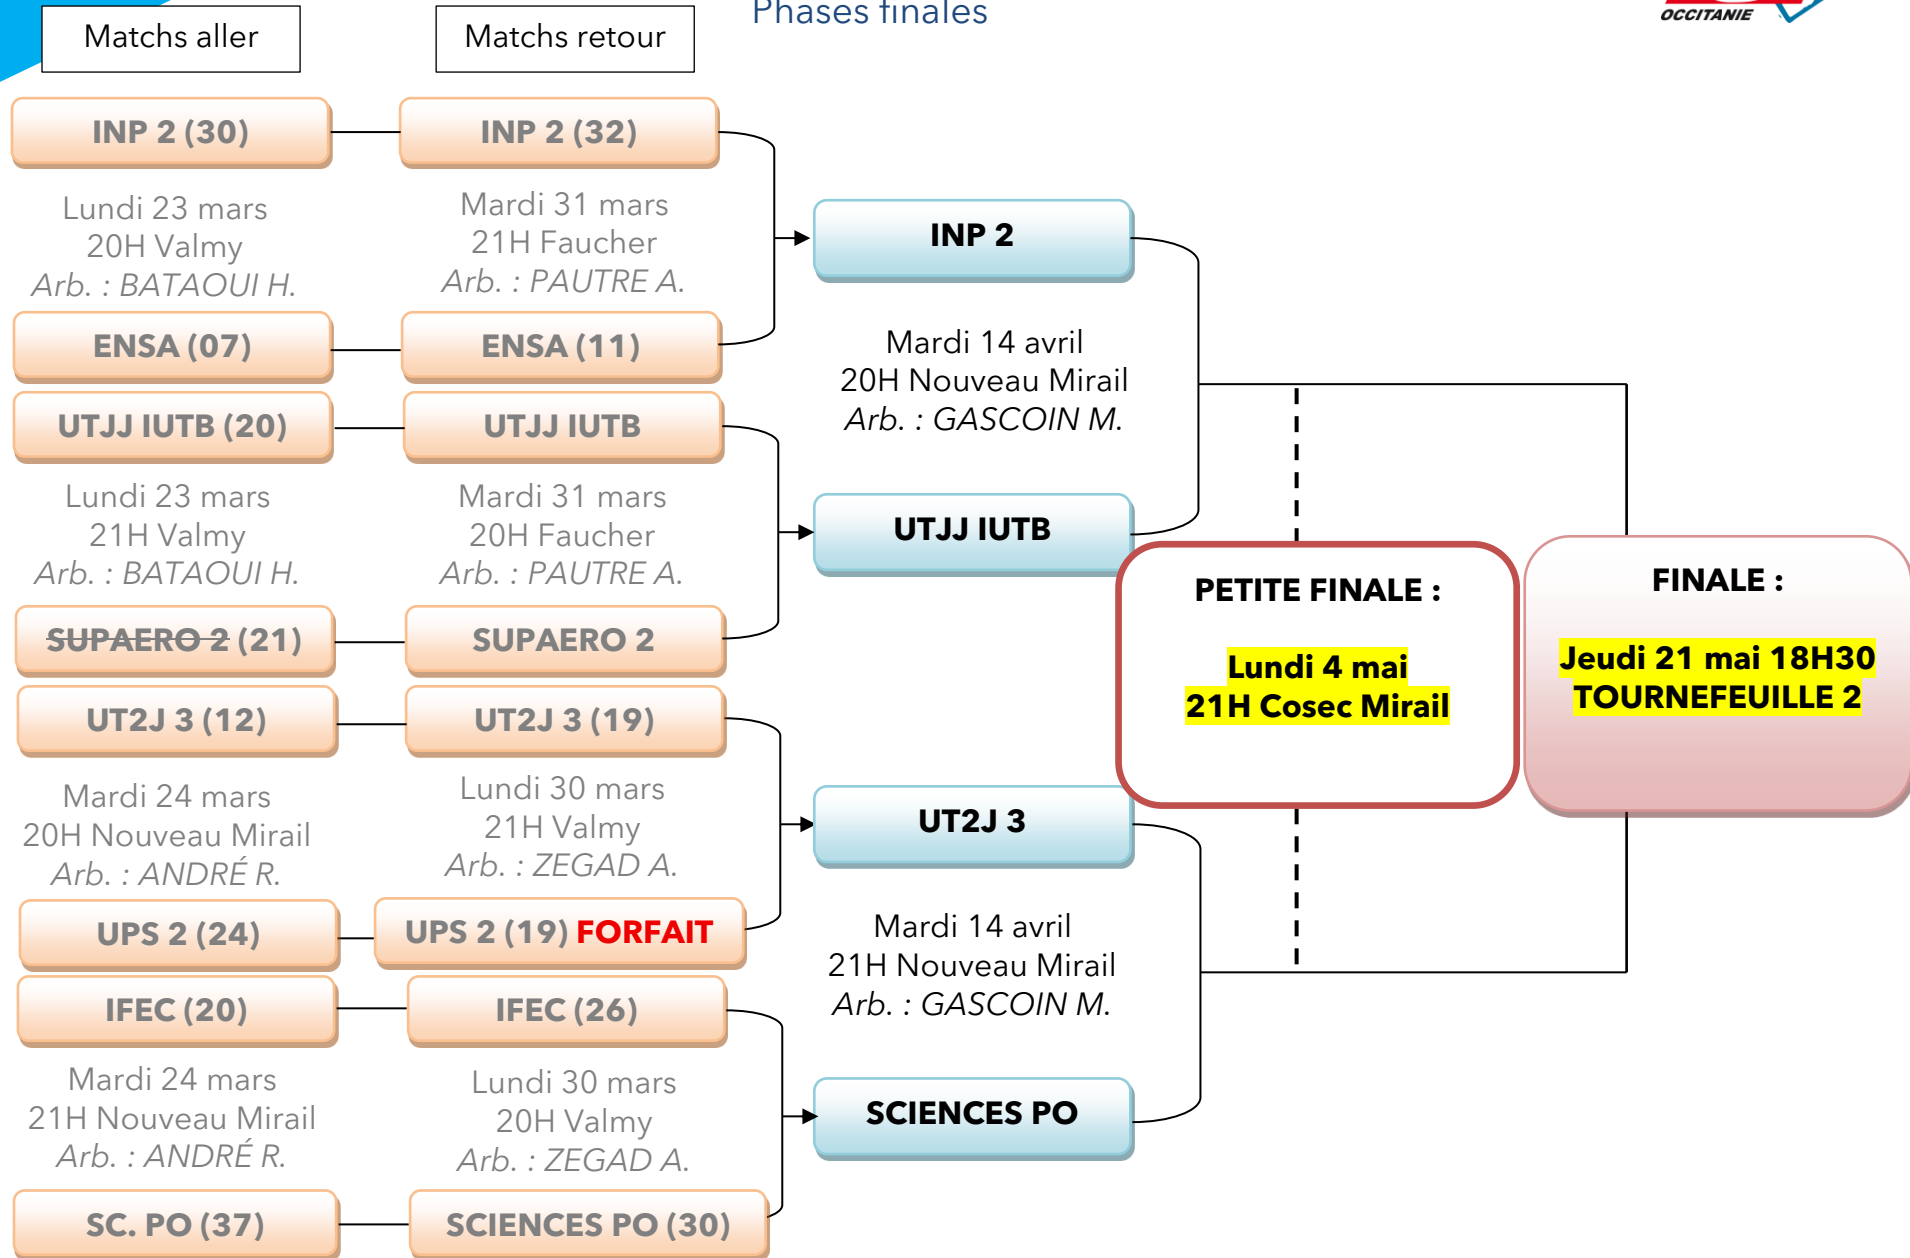 Phases finales
OCCITANIE
Matchs aller
Matchs retour
INP 2 (30)
INP 2 (32)
Lundi 23 mars
20H Valmy
Arb. : BATAOUI H.
Mardi 31 mars
21H Faucher
Arb. : PAUTRE A.
INP 2
ENSA (07)
ENSA (11)
Mardi 14 avril
20H Nouveau Mirail
Arb. : GASCOIN M.
UTJJ IUTB (20)
UTJJ IUTB
Lundi 23 mars
21H Valmy
Arb. : BATAOUI H.
Mardi 31 mars
20H Faucher
Arb. : PAUTRE A.
UTJJ IUTB
SUPAERO 2 (21)
SUPAERO 2
PETITE FINALE :
Lundi 4 mai
21H Cosec Mirail
FINALE :
Jeudi 21 mai 18H30
TOURNEFEUILLE 2
UT2J 3 (12)
UT2J 3 (19)
Mardi 24 mars
20H Nouveau Mirail
Arb. : ANDRÉ R.
Lundi 30 mars
21H Valmy
Arb. : ZEGAD A.
UT2J 3
UPS 2 (24)
UPS 2 (19) FORFAIT
Mardi 14 avril
21H Nouveau Mirail
Arb. : GASCOIN M.
IFEC (20)
IFEC (26)
Mardi 24 mars
21H Nouveau Mirail
Arb. : ANDRÉ R.
Lundi 30 mars
20H Valmy
Arb. : ZEGAD A.
SCIENCES PO
SC. PO (37)
SCIENCES PO (30)